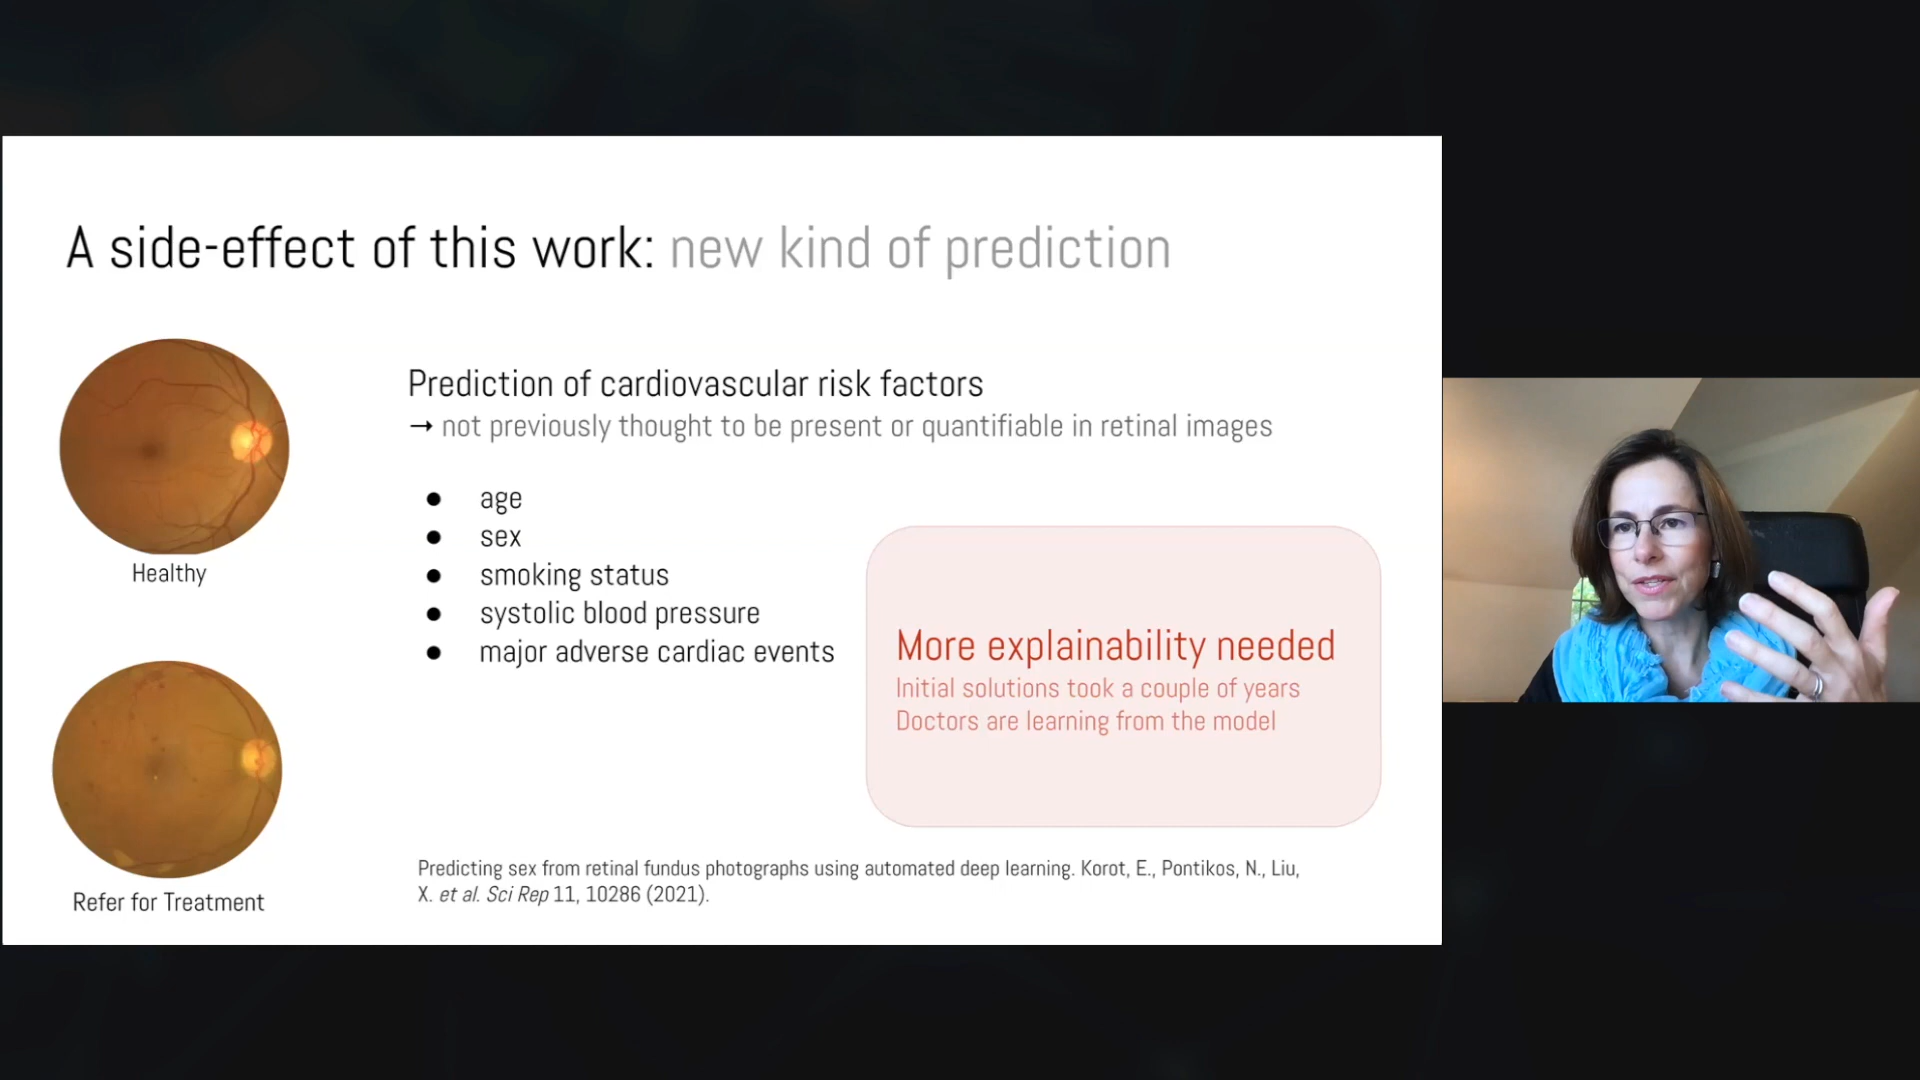 A side-effect of this work: new kind of prediction
Prediction of cardiovascular risk factors
→ not previously thought to be present or quantifiable in retinal images
● age
● sex
● smoking status
● systolic blood pressure
● major adverse cardiac events
Healthy
Refer for Treatment
More explainability needed
Initial solutions took a couple of years
Doctors are learning from the model
Predicting sex from retinal fundus photographs using automated deep learning. Korot, E., Pontikos, N., Liu,
X. et al. Sci Rep 11, 10286 (2021).